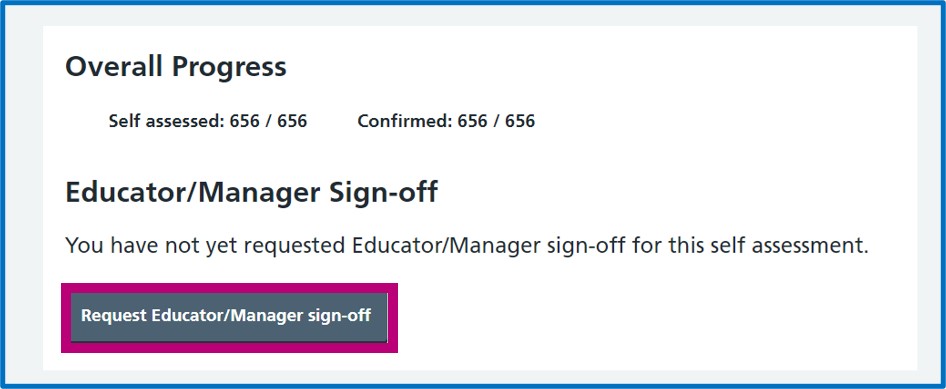 Overall Progress
Self assessed: 656 / 656 Confirmed: 656 / 656
Educator/Manager Sign-off
You have not yet requested Educator/Manager sign-off for this self assessment.
Request Educator/Manager sign-off